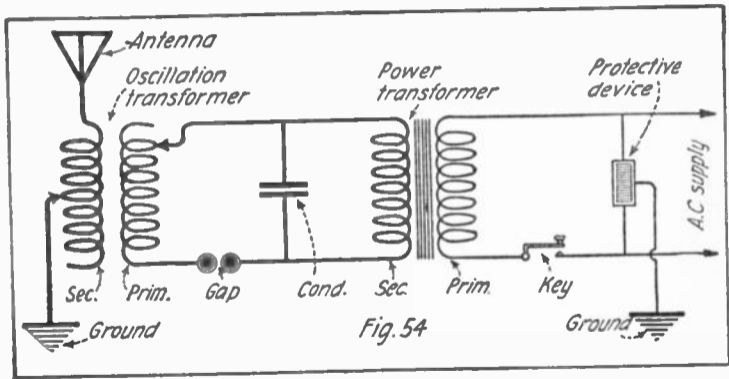 Antenna
Oscillation
transformer
Power
transformer
Protective
device
A.C supply
Sec.
Prim.
Gap
Cond.
Sec.
Prim.
Key
Ground
Fig. 54
Ground